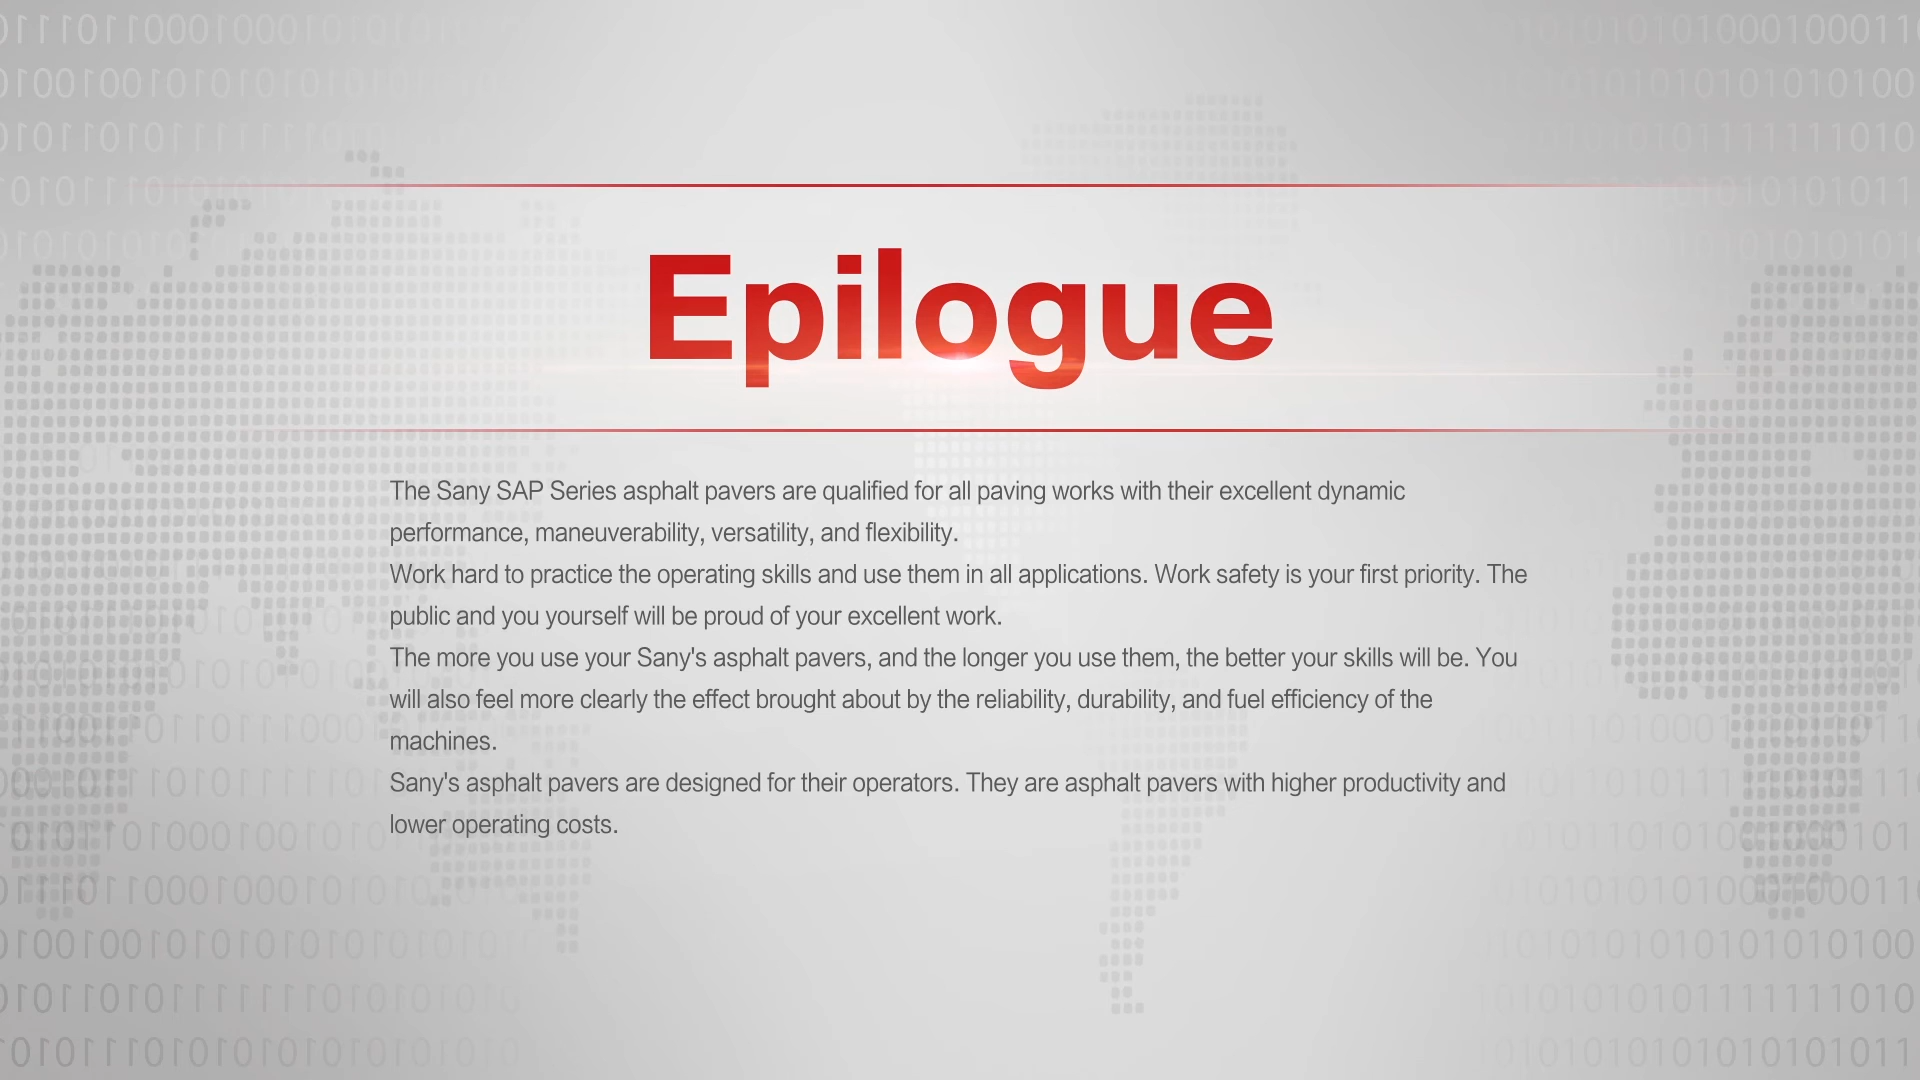 Epilogue
The Sany SAP Series asphalt pavers are qualified for all paving works with their excellent dynamic
performance, maneuverability, versatility, and flexibility.
Work hard to practice the operating skills and use them in all applications. Work safety is your first priority. The
public and you yourself will be proud of your excellent work.
The more you use your Sany's asphalt pavers, and the longer you use them, the better your skills will be. You
will also feel more clearly the effect brought about by the reliability, durability, and fuel efficiency of the
machines.
Sany's asphalt pavers are designed for their operators. They are asphalt pavers with higher productivity and
lower operating costs.